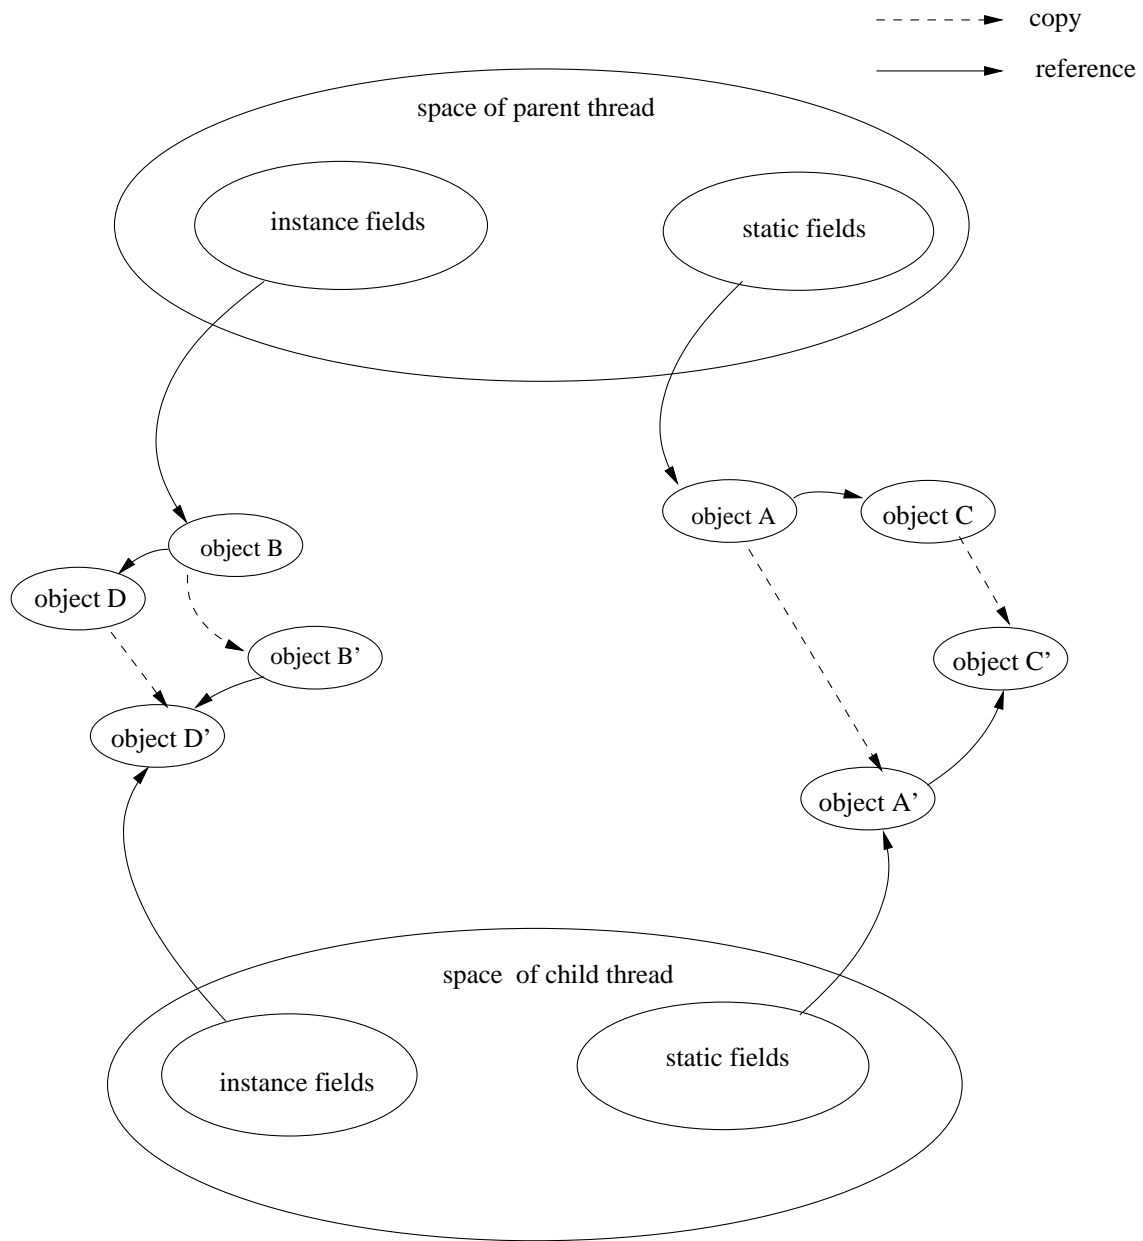 copy
reference
space of parent thread
instance fields
static fields
object A
object C
object B
object D
object B’
object C’
object D’
object A’
space of child thread
static fields
instance fields